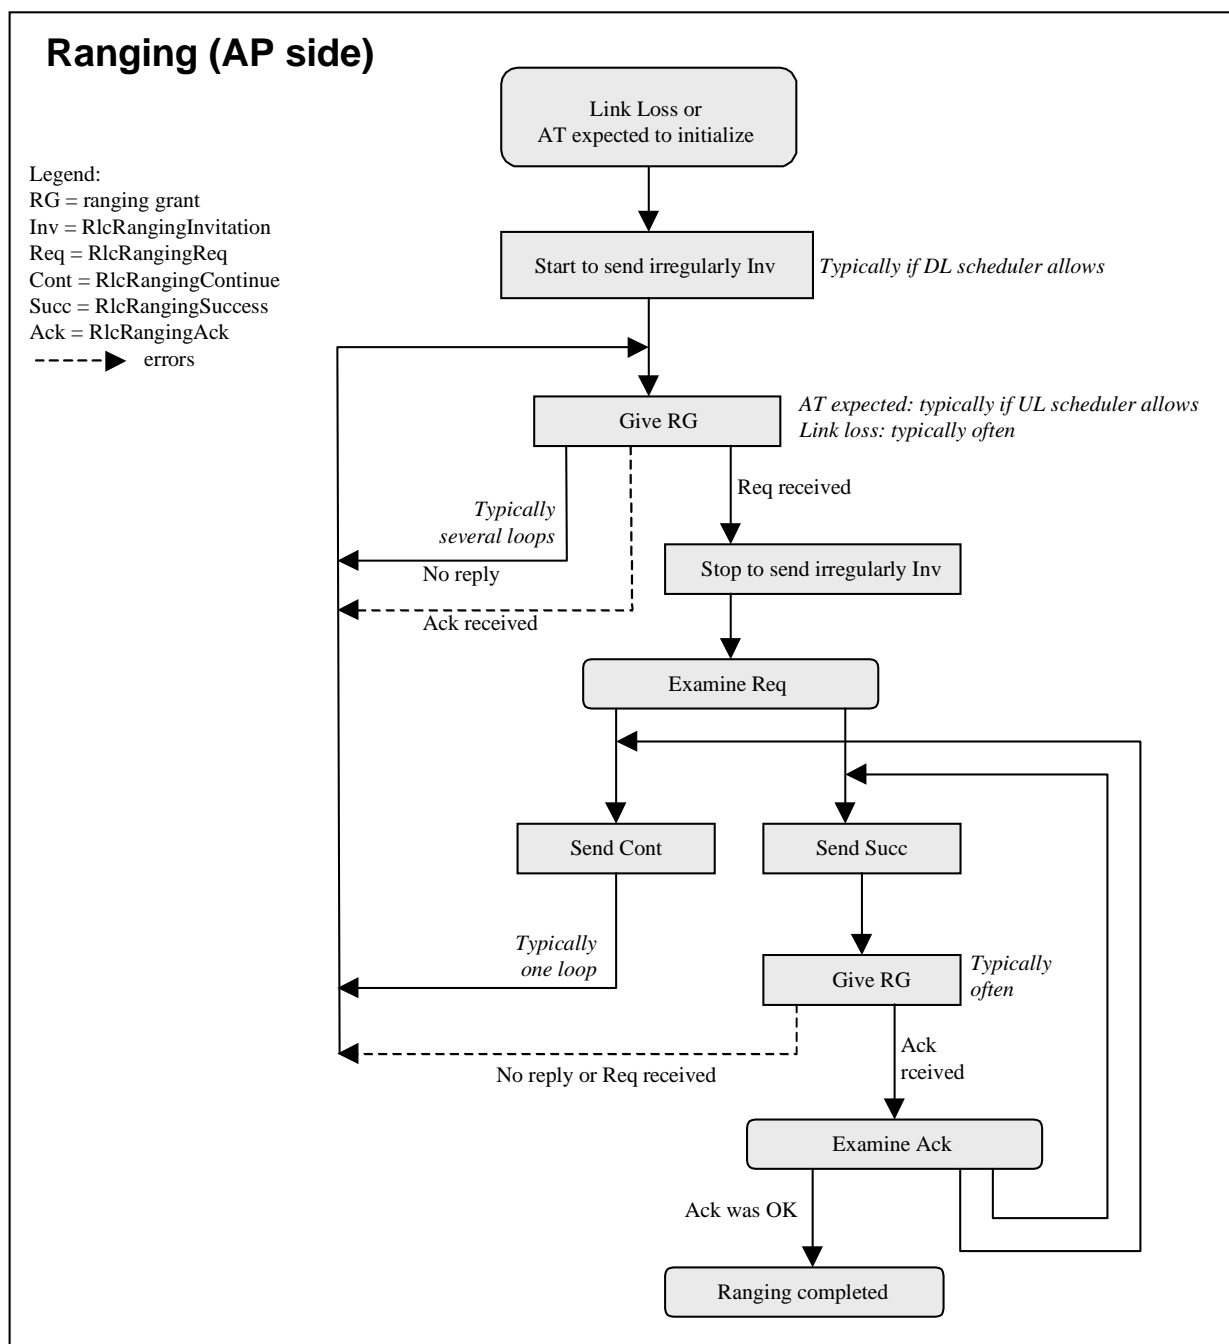 Ranging (AP side)
Link Loss or
AT expected to initialize
Legend:
RG = ranging grant
Inv = RlcRangingInvitation
Req = RlcRangingReq
Cont = RlcRangingContinue
Succ = RlcRangingSuccess
Ack = RlcRangingAck
errors
Start to send irregularly Inv
Typically if DL scheduler allows
Give RG
AT expected: typically if UL scheduler allows
Link loss: typically often
Req received
Typically
several loops
No reply
Stop to send irregularly Inv
Ack received
Examine Req
Send Cont
Send Succ
Typically
one loop
Give RG
Typically
often
No reply or Req received
Ack
rceived
Examine Ack
Ack was OK
Ranging completed